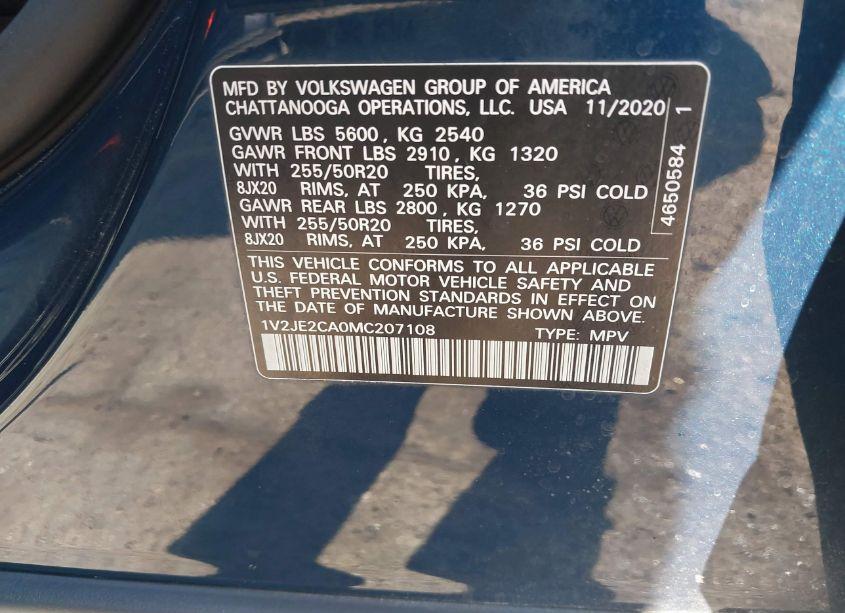 MFD BY VOLKSWAGEN GROUP OF AMERICA
CHATTANOOGA OPERATIONS, LLC. USA 11/2020
GVWR LBS 5600, KG 2540
GAWR FRONT LBS 2910, KG 1320
WITH 255/50R20 TIRES,
8JX20 RIMS, AT 250 KPA, 36 PSI COLD
GAWR REAR LBS 2800, KG 1270
WITH 255/50R20 TIRES,
8JX20 RIMS, AT 250 KPA, 36 PSI COLD
THIS VEHICLE CONFORMS TO ALL APPLICABLE
U.S. FEDERAL MOTOR VEHICLE SAFETY AND
THEFT PREVENTION STANDARDS IN EFFECT ON
THE DATE OF MANUFACTURE SHOWN ABOVE.
1V2JE2CA0MC207108 TYPE: MPV
4650584 1